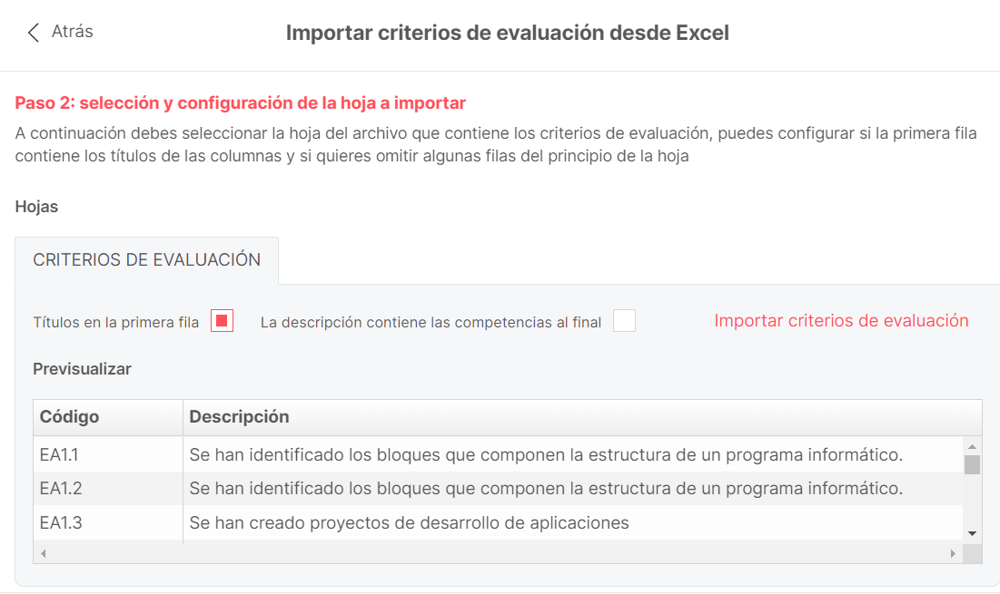 Atrás
Importar criterios de evaluación desde Excel
Paso 2: selección y configuración de la hoja a importar
A continuación debes seleccionar la hoja del archivo que contiene los criterios de evaluación, puedes configurar si la primera fila
contiene los títulos de las columnas y si quieres omitir algunas filas del principio de la hoja
Hojas
CRITERIOS DE EVALUACIÓN
Títulos en la primera fila La descripción contiene las competencias al final Importar criterios de evaluación
Previsualizar
Código Descripción
EA1.1 Se han identificado los bloques que componen la estructura de un programa informático.
EA1.2 Se han identificado los bloques que componen la estructura de un programa informático.
EA1.3 Se han creado proyectos de desarrollo de aplicaciones